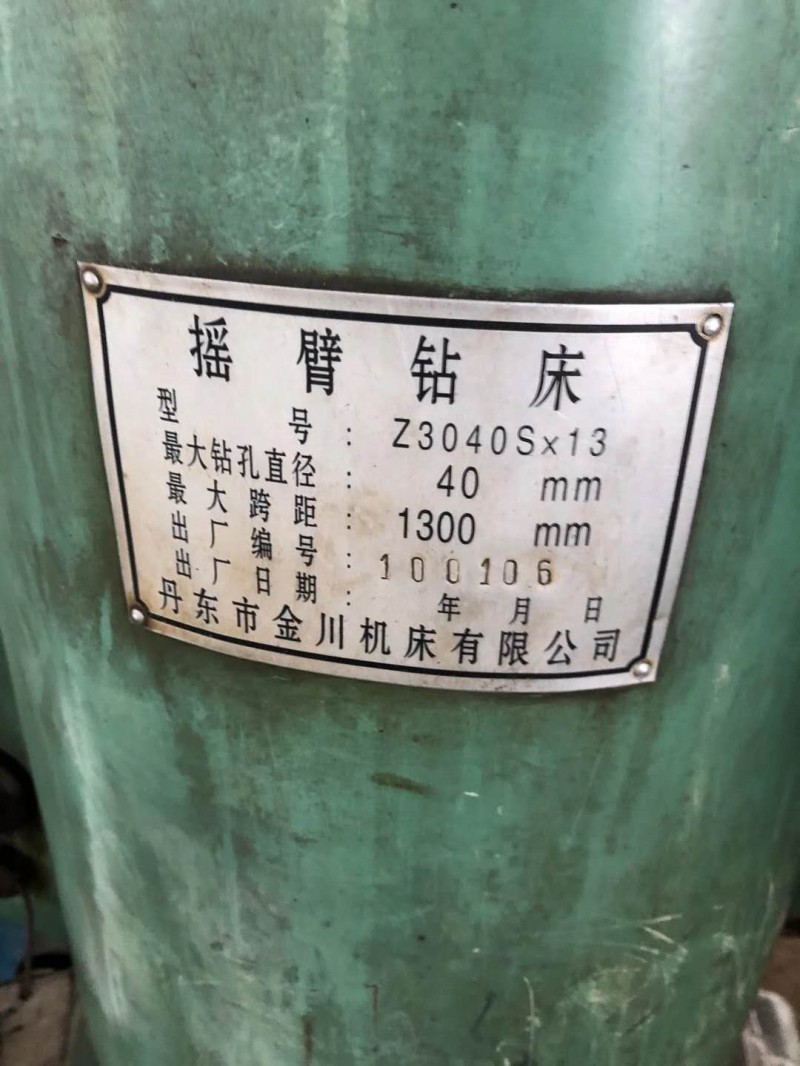 摇臂钻床
型号: Z3040S×13
最大钻孔直径: 40 mm
最大跨距: 1300 mm
出厂编号: 100106
出厂日期: 年 月 日
丹东市金川机床有限公司